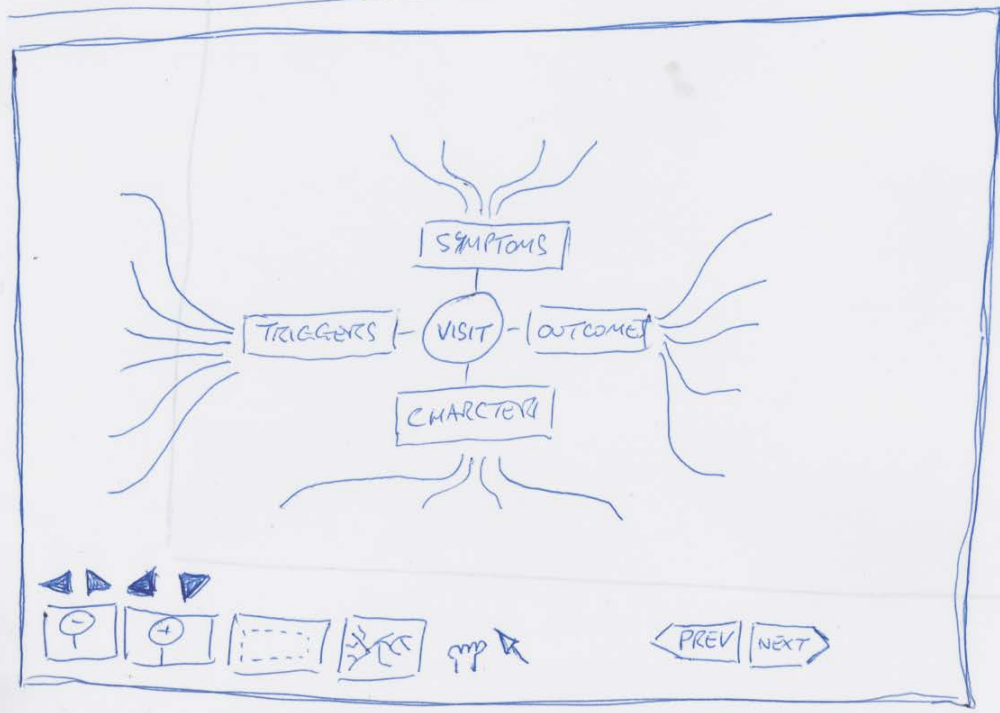 SYMPTOMS
TRIGGERS
VISIT
OUTCOMES
CHARCTERS
PREV
NEXT